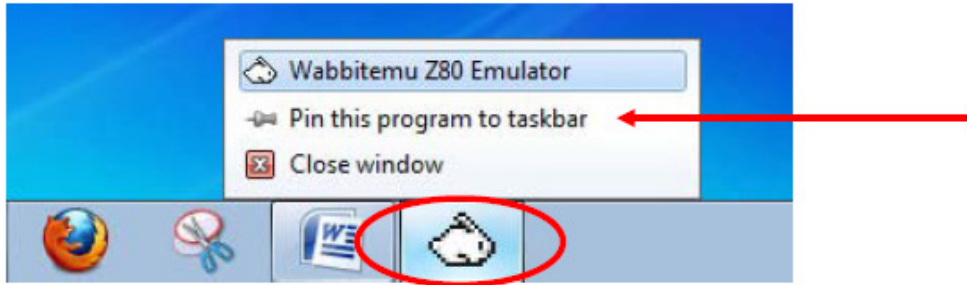 Wabbitemu Z80 Emulator
Pin this program to taskbar
Close window
W